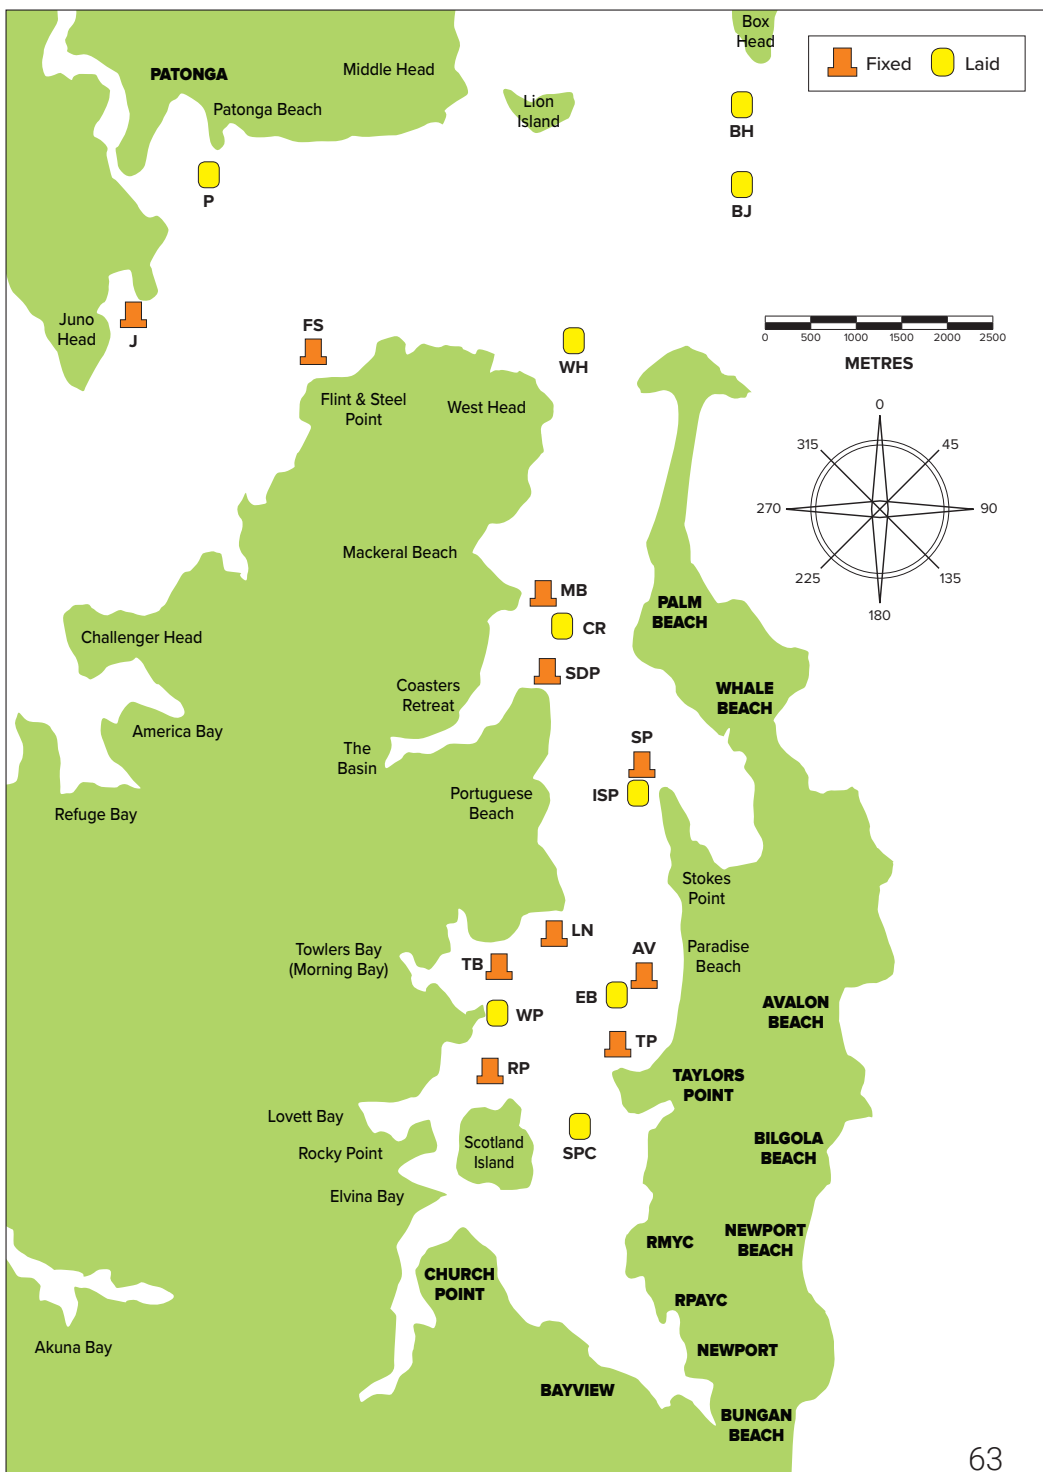 Box
Head
Fixed
Laid
PATONGA
Middle Head
Patonga Beach
Lion
Island
BH
P
BJ
Juno
Head
J
FS
WH
0 500 1000 1500 2000 2500
METRES
Flint & Steel
Point
West Head
0
315
45
270
90
225
135
180
Mackeral Beach
MB
PALM
BEACH
CR
Challenger Head
SDP
Coasters
Retreat
WHALE
BEACH
America Bay
The
Basin
SP
ISP
Portuguese
Beach
Refuge Bay
Stokes
Point
LN
Towlers Bay
(Morning Bay)
TB
AV
Paradise
Beach
EB
WP
AVALON
BEACH
TP
RP
TAYLORS
POINT
Lovett Bay
Rocky Point
Scotland
Island
SPC
BILGOLA
BEACH
Elvina Bay
RMYC
NEWPORT
BEACH
CHURCH
POINT
RPAYC
Akuna Bay
NEWPORT
BAYVIEW
BUNGAN
BEACH
63